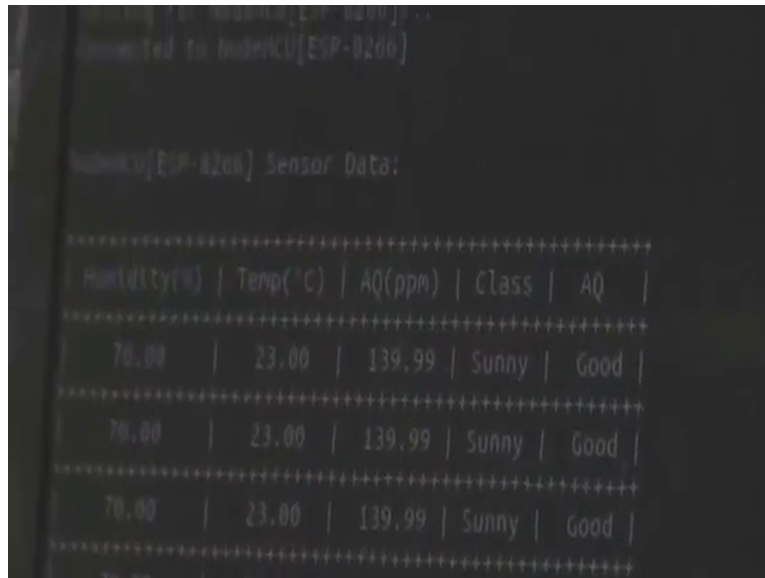 Connected to NodeMCU[ESP-8266]
NodeMCU[ESP-8266] Sensor Data:
++++++++++++++++++++++++++++++++++++++++++++++++
| Humidity(%) | Temp(°C) | AQ(ppm) | Class | AQ |
++++++++++++++++++++++++++++++++++++++++++++++++
| 70.00 | 23.00 | 139.99 | Sunny | Good |
++++++++++++++++++++++++++++++++++++++++++++++++
| 70.00 | 23.00 | 139.99 | Sunny | Good |
++++++++++++++++++++++++++++++++++++++++++++++++
| 70.00 | 23.00 | 139.99 | Sunny | Good |
++++++++++++++++++++++++++++++++++++++++++++++++